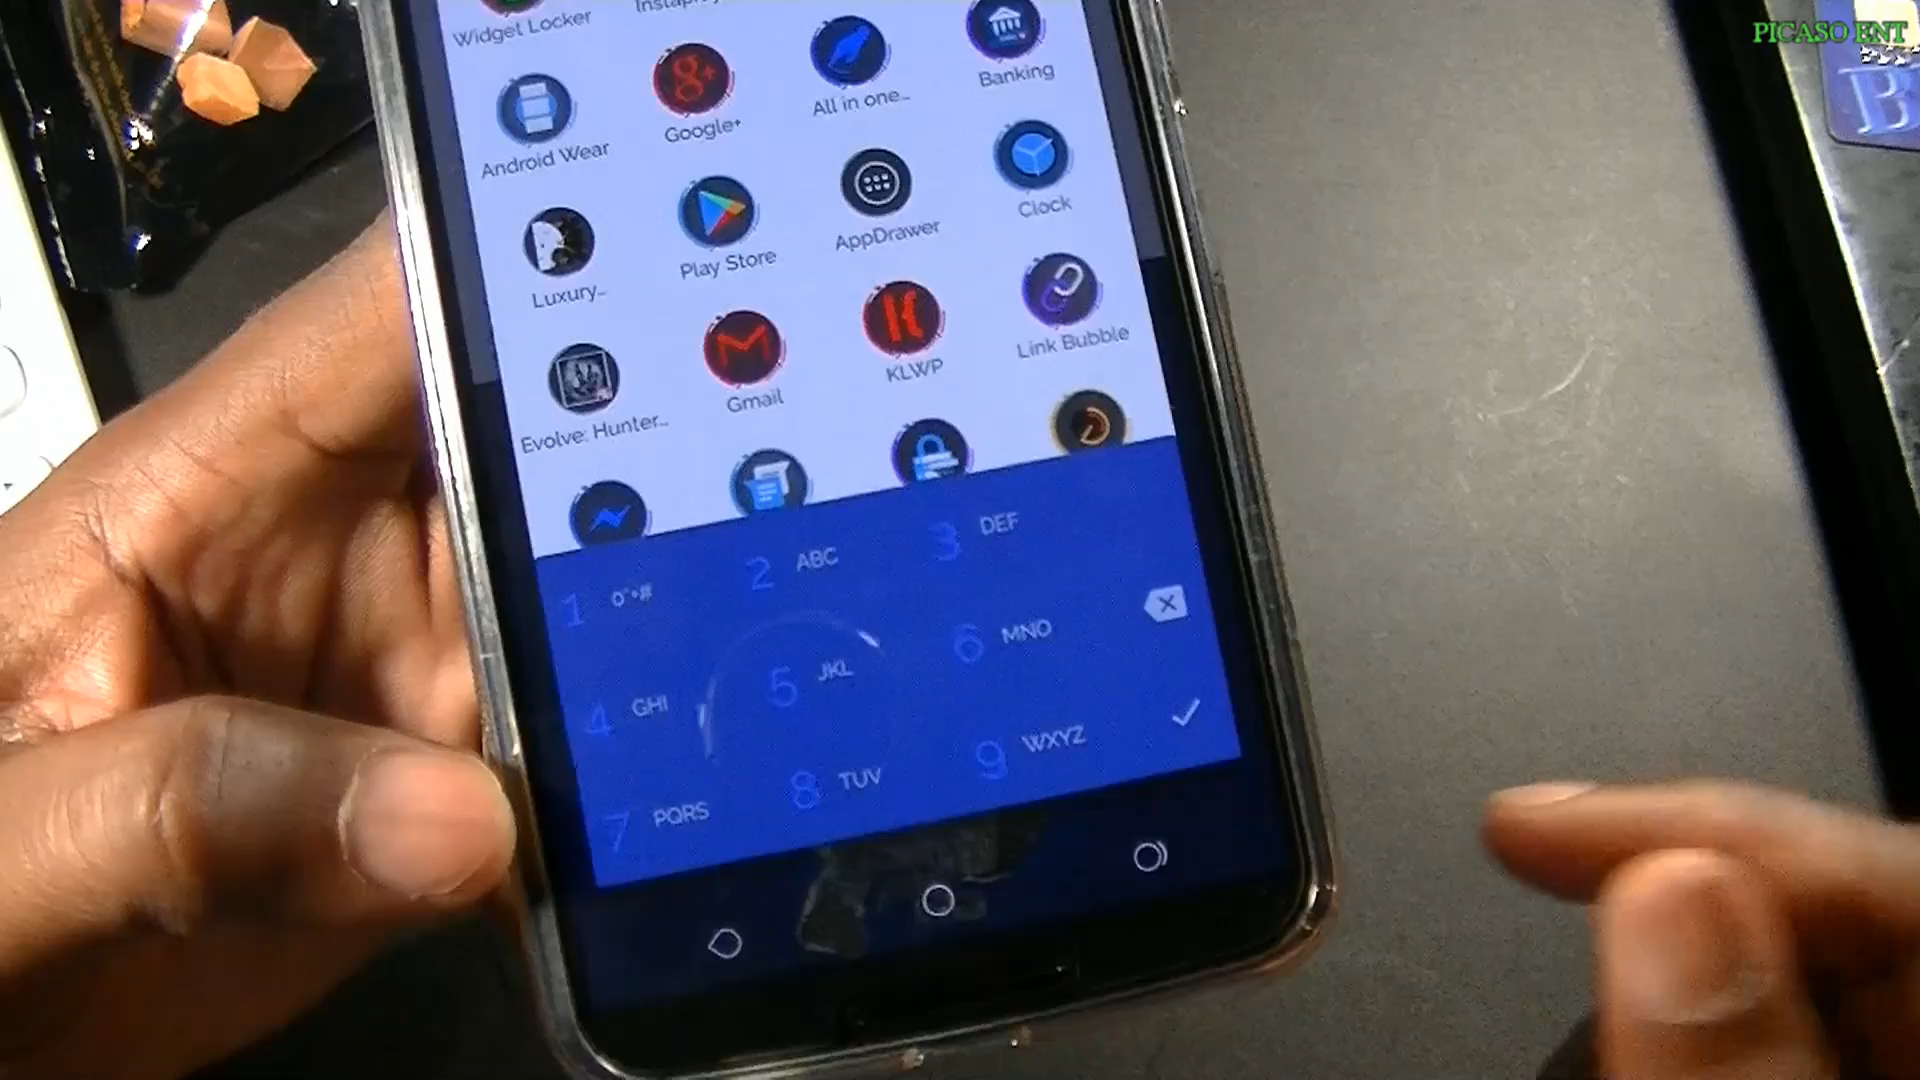 PICASO ENT
Widget Locker
Banking
All in one...
Google+
Android Wear
Clock
AppDrawer
Play Store
Luxury...
Link Bubble
KLWP
Gmail
Evolve: Hunter...
1
2 ABC
3 DEF
4 GHI
5 JKL
6 MNO
7 PQRS
8 TUV
9 WXYZ
B